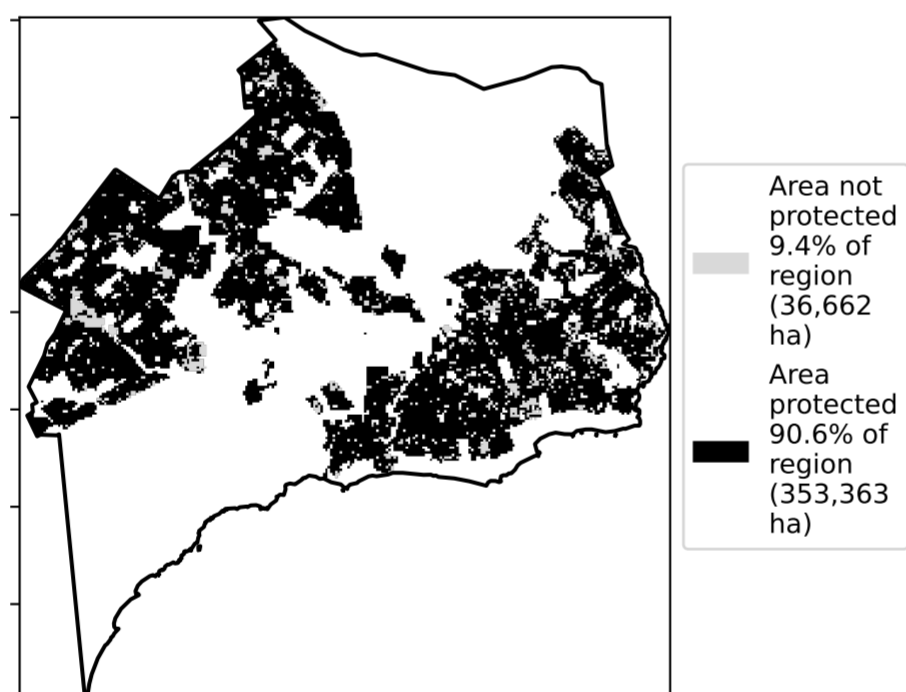 Area not
protected
9.4% of
region
(36,662
ha)
Area
protected
90.6% of
region
(353,363
ha)